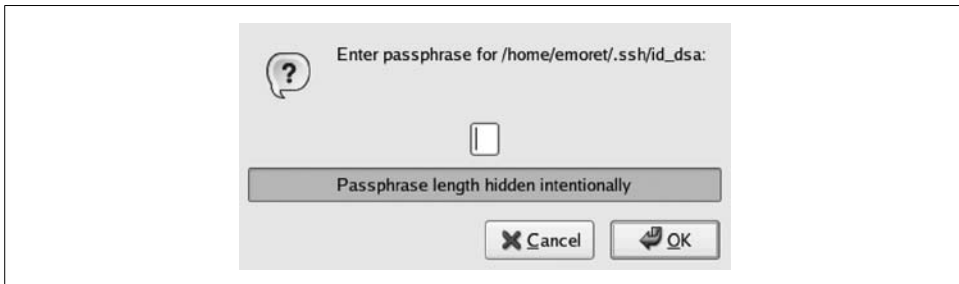 Enter passphrase for /home/emoret/.ssh/id_dsa:
Passphrase length hidden intentionally
Cancel
OK